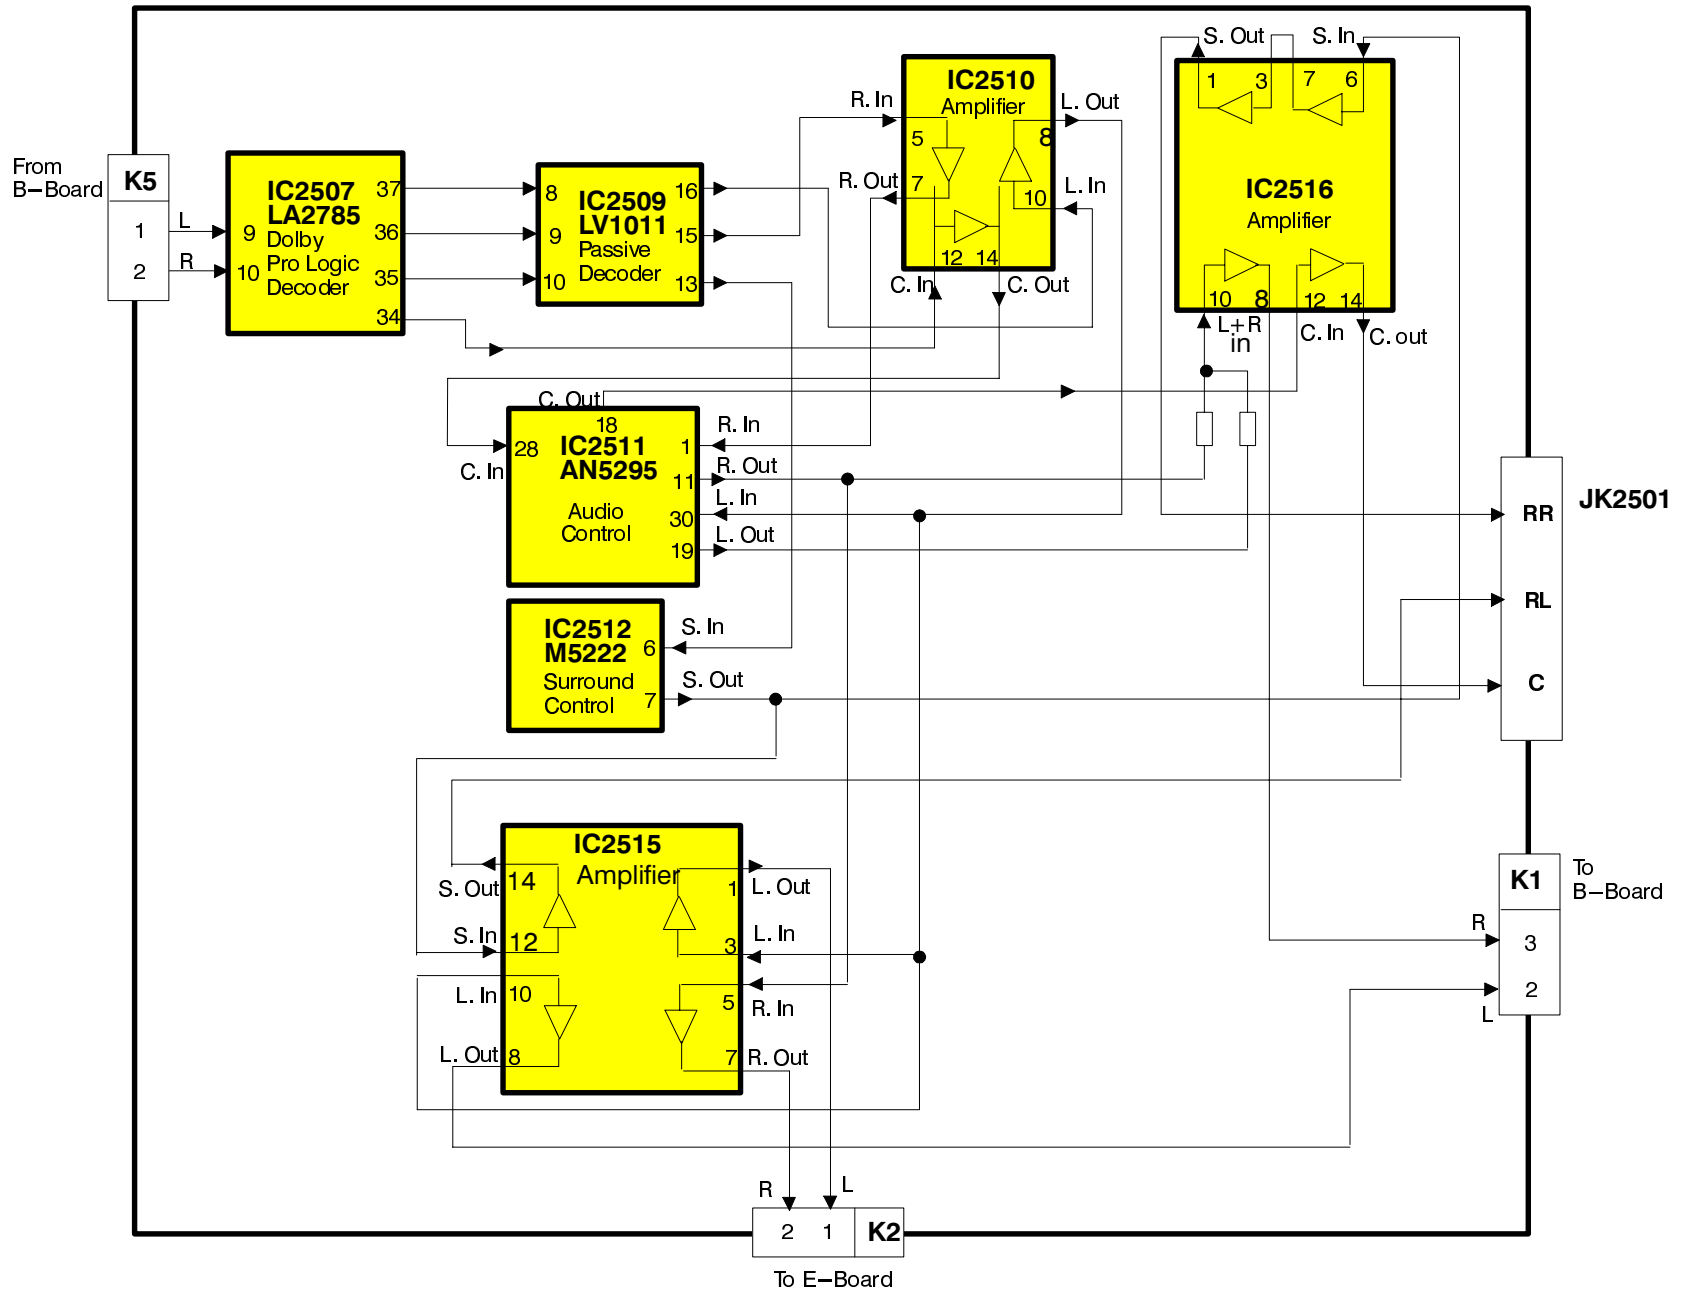 From
B–Board
K5
1
2
L
R
IC2507
LA2785
Dolby
Pro Logic
Decoder
9
10
37
36
35
34
IC2509
LV1011
Passive
Decoder
8
9
10
16
15
13
IC2510
Amplifier
R. In
5
R. Out
7
L. Out
8
L. In
10
12
14
C. In
C. Out
S. Out
S. In
1
3
7
6
IC2516
Amplifier
10
8
12
14
L+R
in
C. In
C. out
C. Out
18
IC2511
AN5295
Audio
Control
28
C. In
1
R. In
11
R. Out
30
L. In
19
L. Out
IC2512
M5222
Surround
Control
6
S. In
7
S. Out
JK2501
RR
RL
C
IC2515
Amplifier
14
S. Out
S. In
12
L. In
10
L. Out
8
1
L. Out
L. In
3
5
R. In
7
R. Out
K1
To
B–Board
R
3
2
L
R
L
2
1
K2
To E–Board